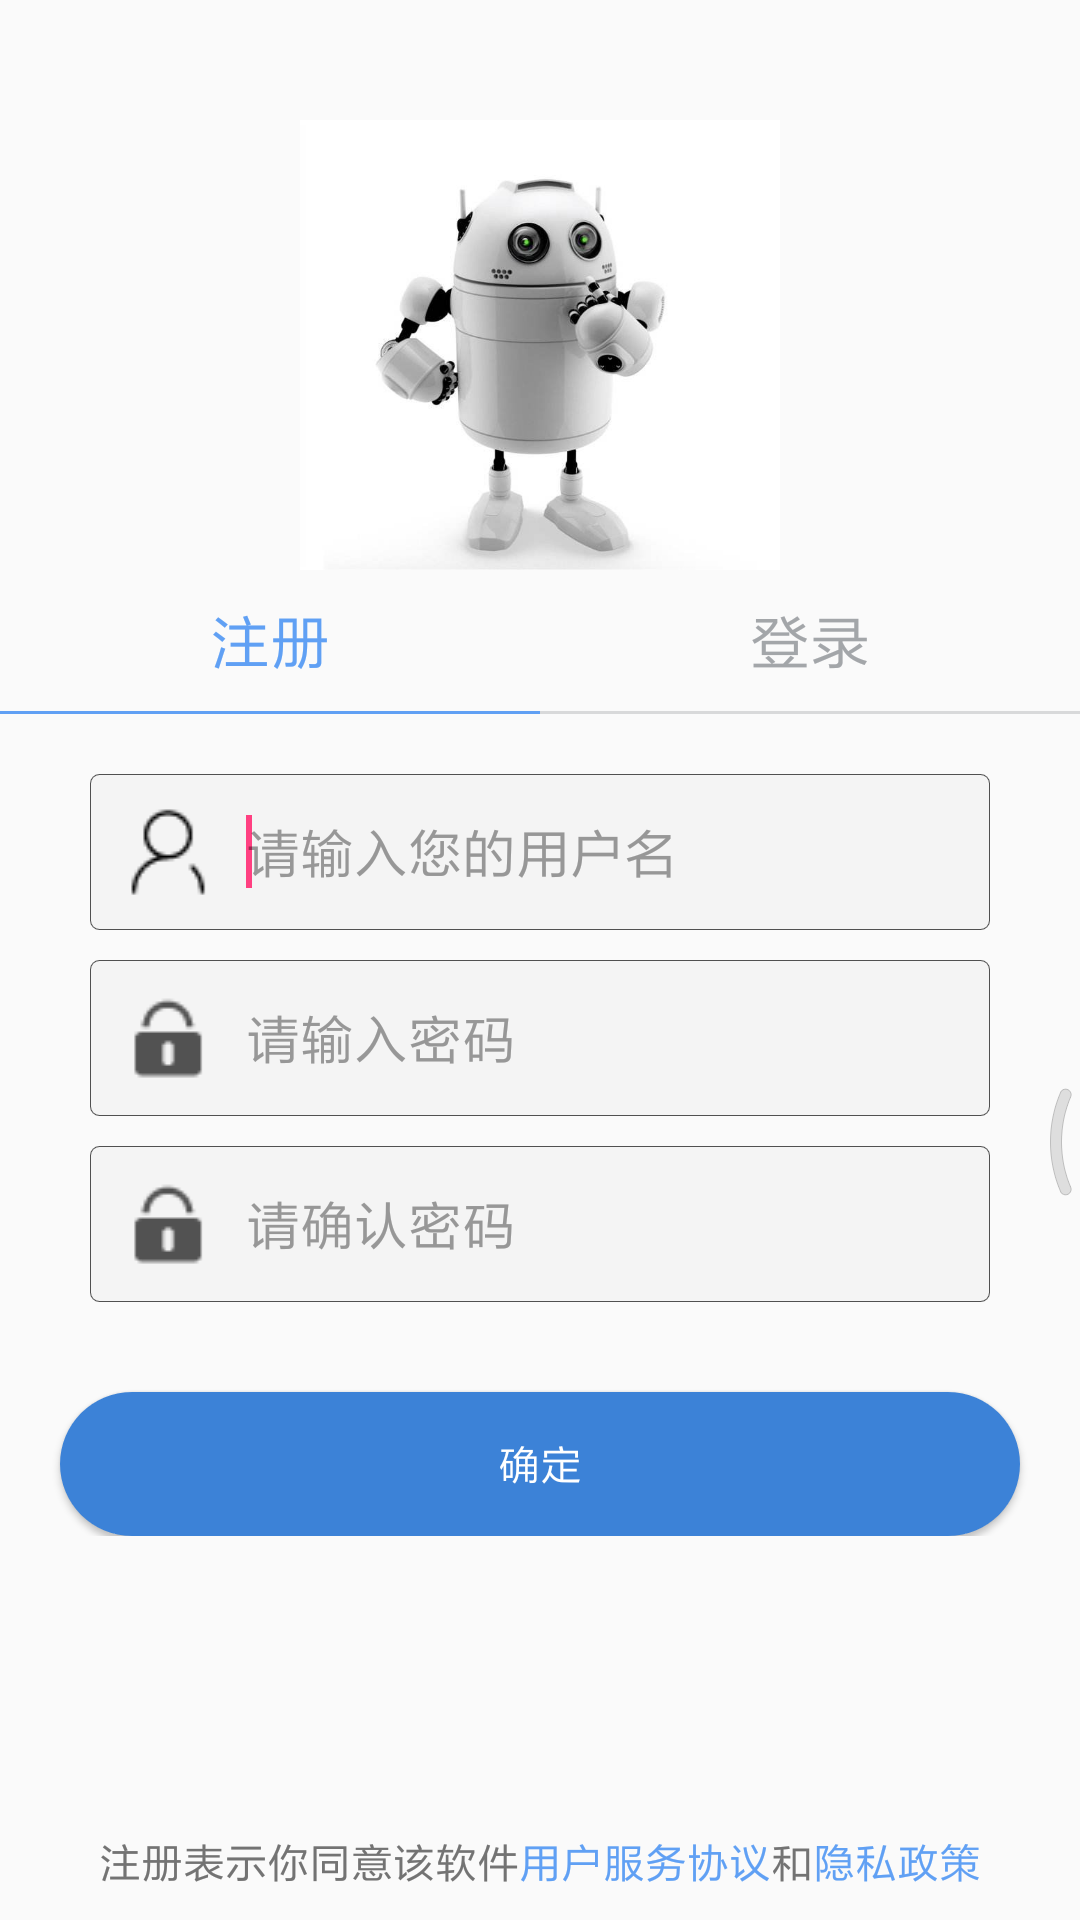 注册
登录
请输入您的用户名
请输入密码
请确认密码
确定
注册表示你同意该软件用户服务协议和隐私政策